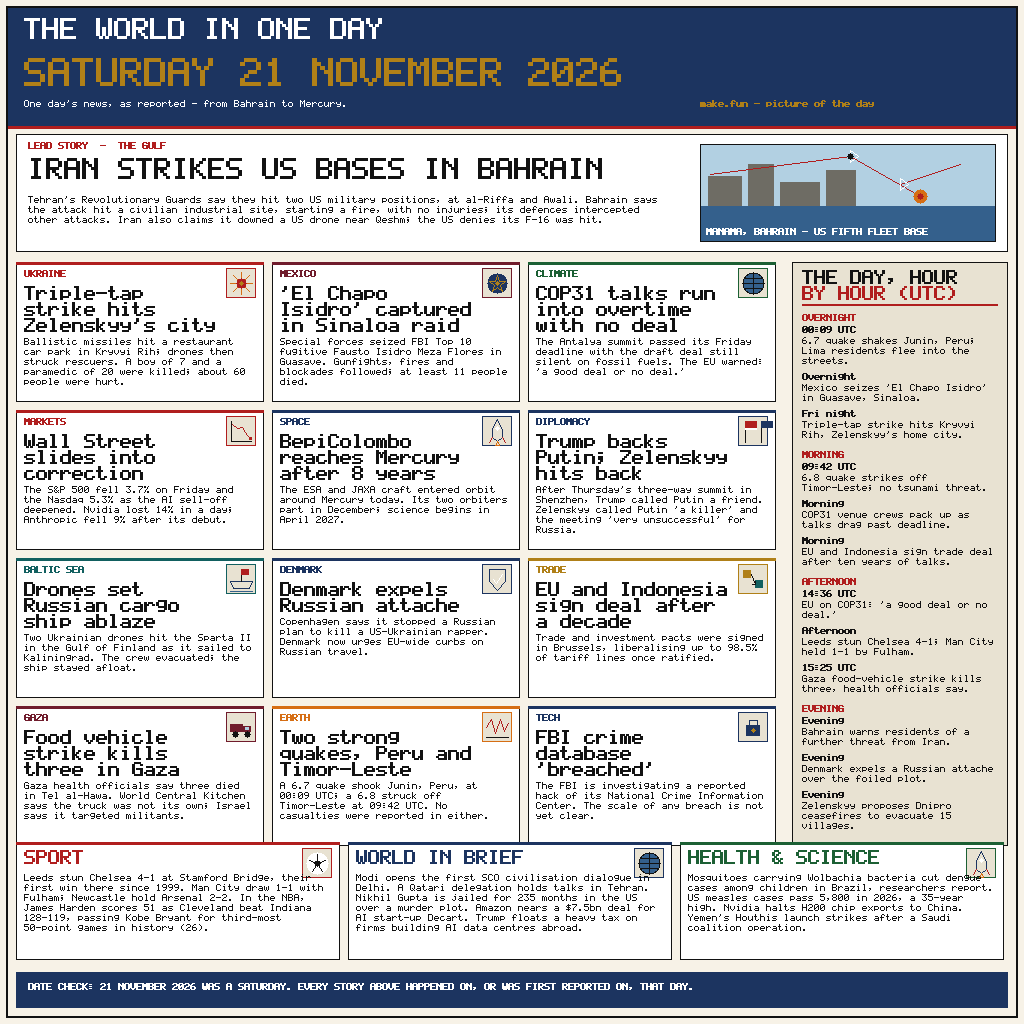 THE WORLD IN ONE DAY
SATURDAY 21 NOVEMBER 2026
One day's news, as reported - from Bahrain to Mercury.
make.fun - picture of the day
LEAD STORY - THE GULF
IRAN STRIKES US BASES IN BAHRAIN
Tehran's Revolutionary Guards say they hit two US military positions, at al-Riffa and Awali. Bahrain says
the attack hit a civilian industrial site, starting a fire, with no injuries; its defences intercepted
other attacks. Iran also claims it downed a US drone near Qeshm; the US denies its F-16 was hit.
MANAMA, BAHRAIN - US FIFTH FLEET BASE
UKRAINE
Triple-tap
strike hits
Zelenskyy's city
Ballistic missiles hit a restaurant
car park in Kryvyi Rih; drones then
struck rescuers. A boy of 7 and a
paramedic of 20 were killed; about 60
people were hurt.
MEXICO
'El Chapo
Isidro' captured
in Sinaloa raid
Special forces seized FBI Top 10
fugitive Fausto Isidro Meza Flores in
Guasave. Gunfights, fires and
blockades followed; at least 11 people
died.
CLIMATE
COP31 talks run
into overtime
with no deal
The Antalya summit passed its Friday
deadline with the draft deal still
silent on fossil fuels. The EU warned:
'a good deal or no deal.'
MARKETS
Wall Street
slides into
correction
The S&P 500 fell 3.7% on Friday and
the Nasdaq 5.3% as the AI sell-off
deepened. Nvidia lost 14% in a day;
Anthropic fell 9% after its debut.
SPACE
BepiColombo
reaches Mercury
after 8 years
The ESA and JAXA craft entered orbit
around Mercury today. Its two orbiters
part in December; science begins in
April 2027.
DIPLOMACY
Trump backs
Putin; Zelenskyy
hits back
After Thursday's three-way summit in
Shenzhen, Trump called Putin a friend.
Zelenskyy called Putin 'a killer' and
the meeting 'very unsuccessful' for
Russia.
BALTIC SEA
Drones set
Russian cargo
ship ablaze
Two Ukrainian drones hit the Sparta II
in the Gulf of Finland as it sailed to
Kaliningrad. The crew evacuated; the
ship stayed afloat.
DENMARK
Denmark expels
Russian attache
Copenhagen says it stopped a Russian
plan to kill a US-Ukrainian rapper.
Denmark now urges EU-wide curbs on
Russian travel.
TRADE
EU and Indonesia
sign deal after
a decade
Trade and investment pacts were signed
in Brussels, liberalising up to 98.5%
of tariff lines once ratified.
GAZA
Food vehicle
strike kills
three in Gaza
Gaza health officials say three died
in Tel al-Hawa. World Central Kitchen
says the truck was not its own; Israel
says it targeted militants.
EARTH
Two strong
quakes, Peru and
Timor-Leste
A 6.7 quake shook Junin, Peru, at
00:09 UTC; a 6.8 struck off
Timor-Leste at 09:42 UTC. No
casualties were reported in either.
TECH
FBI crime
database
'breached'
The FBI is investigating a reported
hack of its National Crime Information
Center. The scale of any breach is not
yet clear.
THE DAY, HOUR
BY HOUR (UTC)
OVERNIGHT
00:09 UTC
6.7 quake shakes Junin, Peru;
Lima residents flee into the
streets.
Overnight
Mexico seizes 'El Chapo Isidro'
in Guasave, Sinaloa.
Fri night
Triple-tap strike hits Kryvyi
Rih, Zelenskyy's home city.
MORNING
09:42 UTC
6.8 quake strikes off
Timor-Leste; no tsunami threat.
Morning
COP31 venue crews pack up as
talks drag past deadline.
Morning
EU and Indonesia sign trade deal
after ten years of talks.
AFTERNOON
14:36 UTC
EU on COP31: 'a good deal or no
deal.'
Afternoon
Leeds stun Chelsea 4-1; Man City
held 1-1 by Fulham.
15:25 UTC
Gaza food-vehicle strike kills
three, health officials say.
EVENING
Evening
Bahrain warns residents of a
further threat from Iran.
Evening
Denmark expels a Russian attache
over the foiled plot.
Evening
Zelenskyy proposes Dnipro
ceasefires to evacuate 15
villages.
SPORT
Leeds stun Chelsea 4-1 at Stamford Bridge, their
first win there since 1999. Man City draw 1-1 with
Fulham; Newcastle hold Arsenal 2-2. In the NBA,
James Harden scores 51 as Cleveland beat Indiana
128-119, passing Kobe Bryant for third-most
50-point games in history (26).
WORLD IN BRIEF
Modi opens the first SCO civilisation dialogue in
Delhi. A Qatari delegation holds talks in Tehran.
Nikhil Gupta is jailed for 235 months in the US
over a murder plot. Amazon nears a $7.5bn deal for
AI start-up Decart. Trump floats a heavy tax on
firms building AI data centres abroad.
HEALTH & SCIENCE
Mosquitoes carrying Wolbachia bacteria cut dengue
cases among children in Brazil, researchers report.
US measles cases pass 5,800 in 2026, a 35-year
high. Nvidia halts H200 chip exports to China.
Yemen's Houthis launch strikes after a Saudi
coalition operation.
DATE CHECK: 21 NOVEMBER 2026 WAS A SATURDAY. EVERY STORY ABOVE HAPPENED ON, OR WAS FIRST REPORTED ON, THAT DAY.